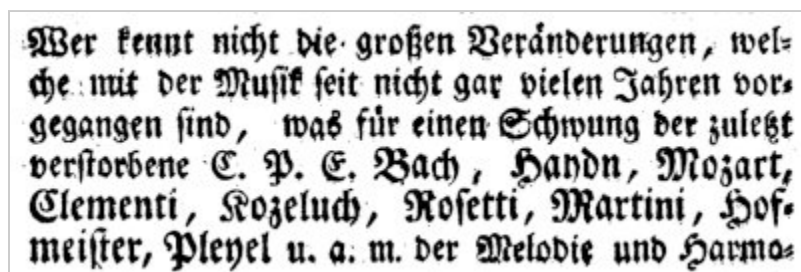 Wer kennt nicht die großen Veränderungen, wel-
che mit der Musik seit nicht gar vielen Jahren vor-
gegangen sind, was für einen Schwung der zuletzt
verstorbene C. P. E. Bach, Haydn, Mozart,
Clementi, Kozeluch, Rosetti, Martini, Hof-
meister, Pleyel u. a. m. der Melodie und Harmo-